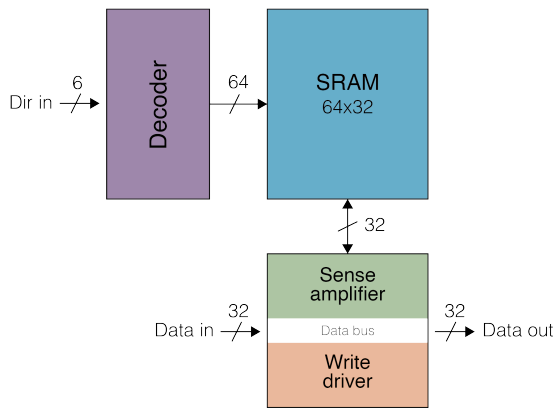 6
Dir in
Decoder
64
SRAM
64x32
32
Sense
amplifier
32
Data in
Data bus
32
Data out
Write
driver